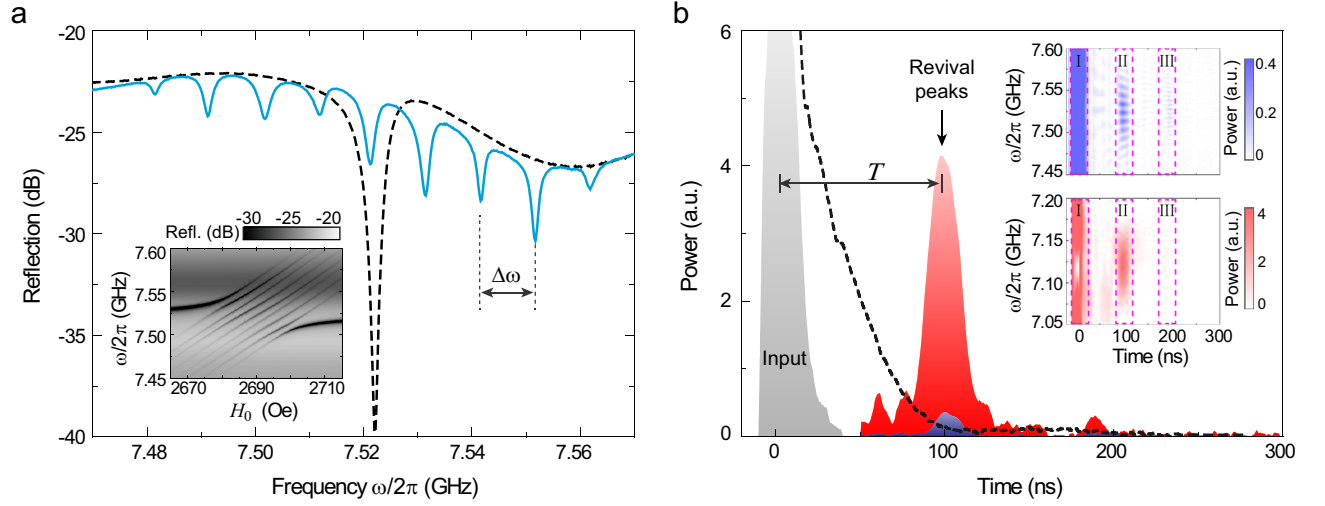 a
-20
-25
-30
-35
-40
Reflection (dB)
7.48
7.50
7.52
7.54
7.56
Frequency ω/2π (GHz)
Δω
Refl. (dB)
-30
-25
-20
7.60
7.55
7.50
7.45
ω/2π (GHz)
2670
2690
2710
H0 (Oe)
b
6
4
2
0
Power (a.u.)
0
100
200
300
Time (ns)
Input
T
Revival
peaks
7.60
7.55
7.50
7.45
ω/2π (GHz)
I
II
III
0.4
0.2
0
Power (a.u.)
7.20
7.15
7.10
7.05
ω/2π (GHz)
I
II
III
4
2
0
Power (a.u.)
0
100
200
300
Time (ns)